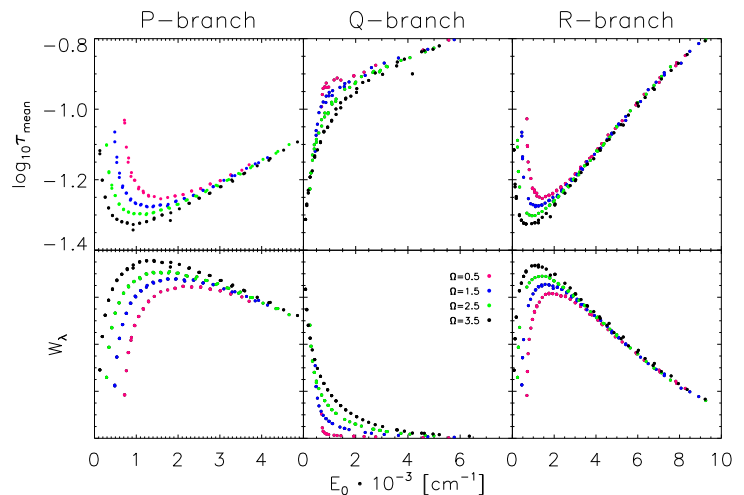 P−branch Q−branch R−branch
−0.8
−1.0
−1.2
−1.4
log₁₀ τmean
Wλ
Ω=0.5
Ω=1.5
Ω=2.5
Ω=3.5
0 1 2 3 4 0 2 4 6 0 2 4 6 8 10
E₀ · 10⁻³ [cm⁻¹]